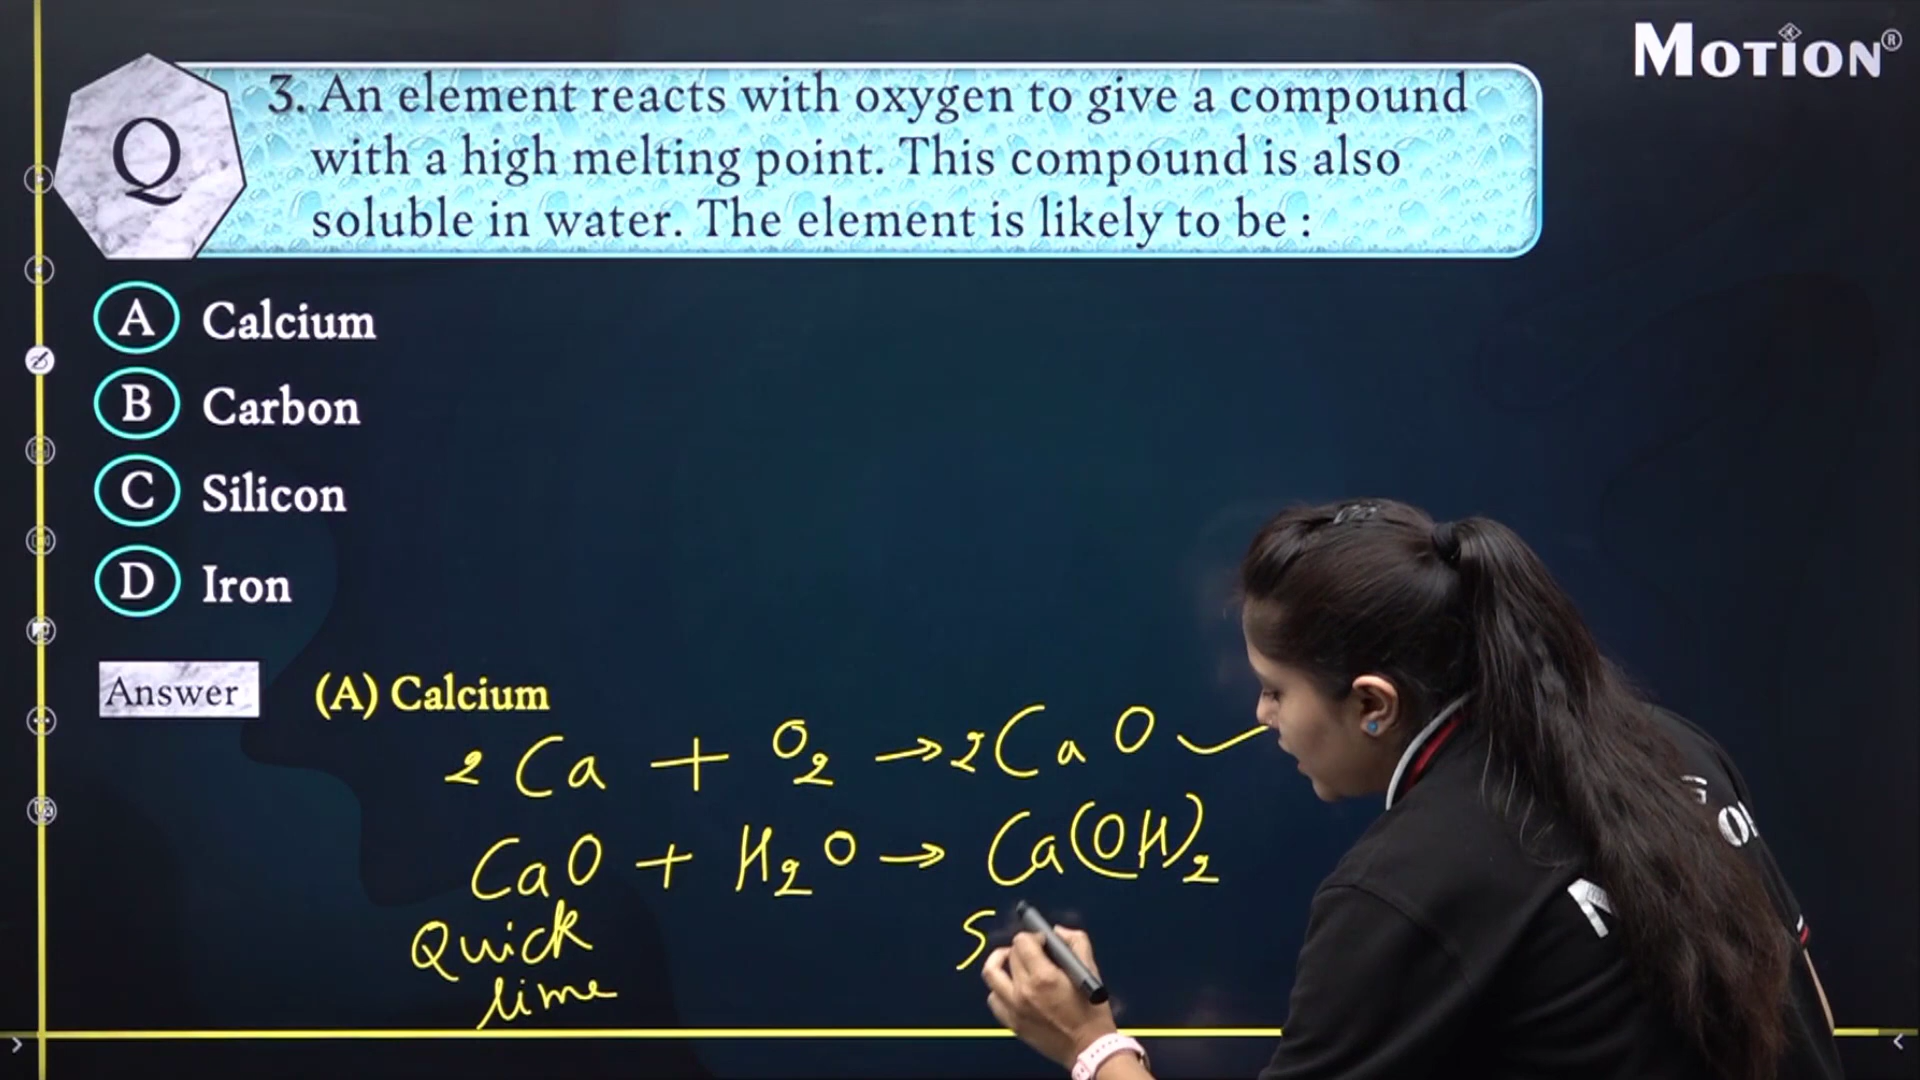 MOTION®
Q
3. An element reacts with oxygen to give a compound
with a high melting point. This compound is also
soluble in water. The element is likely to be :
A Calcium
B Carbon
C Silicon
D Iron
Answer (A) Calcium
2 Ca + O2 → 2 CaO
CaO + H2O → Ca(OH)2
Quick S
lime